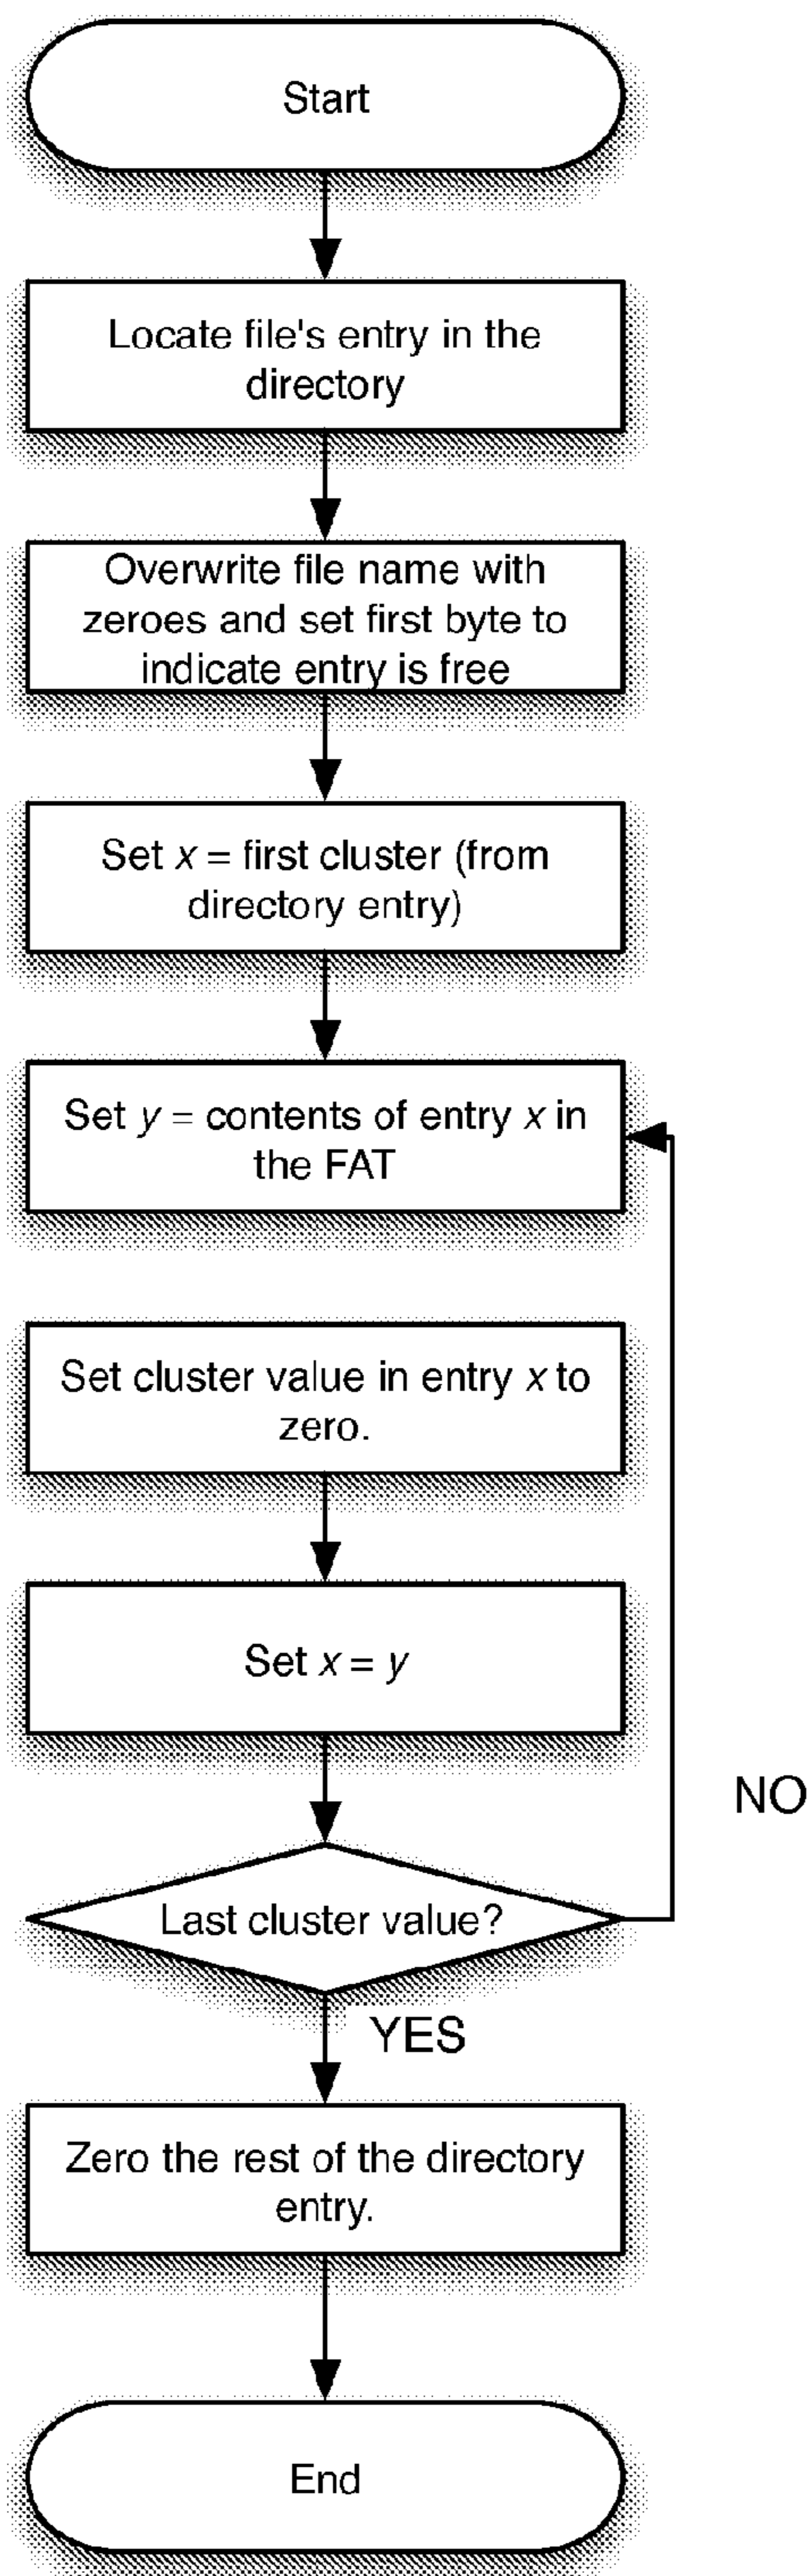 Start
Locate file's entry in the
directory
Overwrite file name with
zeroes and set first byte to
indicate entry is free
Set x = first cluster (from
directory entry)
Set y = contents of entry x in
the FAT
Set cluster value in entry x to
zero.
Set x = y
NO
Last cluster value?
YES
Zero the rest of the directory
entry.
End